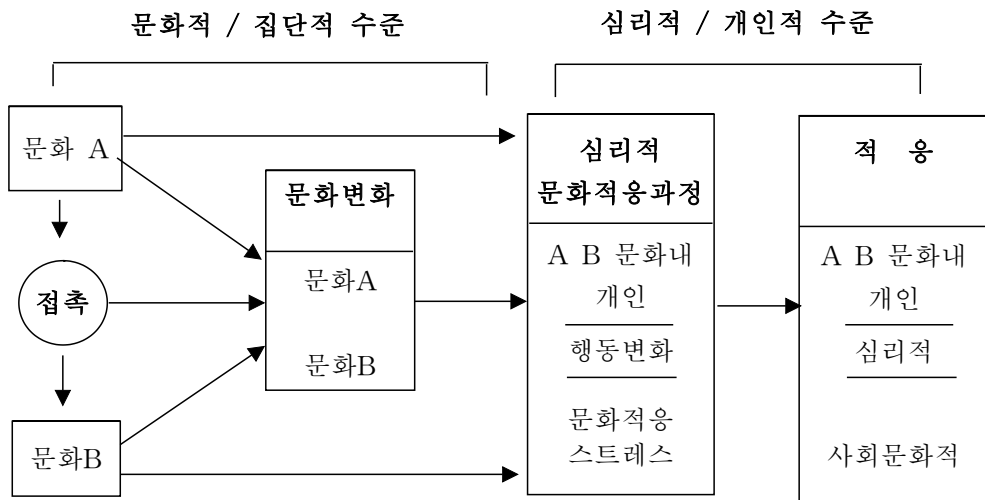 문화적 / 집단적 수준
심리적 / 개인적 수준
문화 A
접촉
문화B
문화변화
문화A
문화B
심리적
문화적응과정
A B 문화내
개인
행동변화
문화적응
스트레스
적 응
A B 문화내
개인
심리적
사회문화적